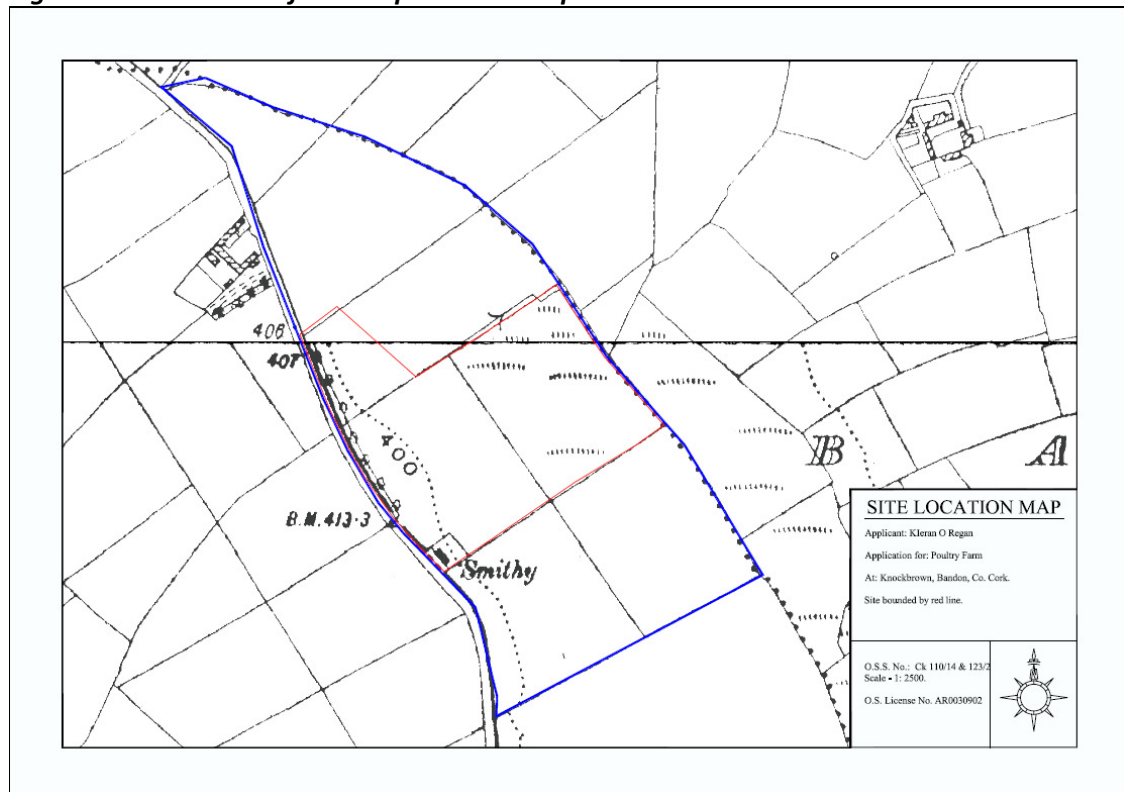 406
407
400
B.M.413·3
Smithy
B
A
SITE LOCATION MAP
Applicant: KIeran O Regan
Application for: Poultry Farm
At: Knockbrown, Bandon, Co. Cork.
Site bounded by red line.
O.S.S. No.: Ck 110/14 & 123/2
Scale - 1: 2500.
O.S. License No. AR0030902